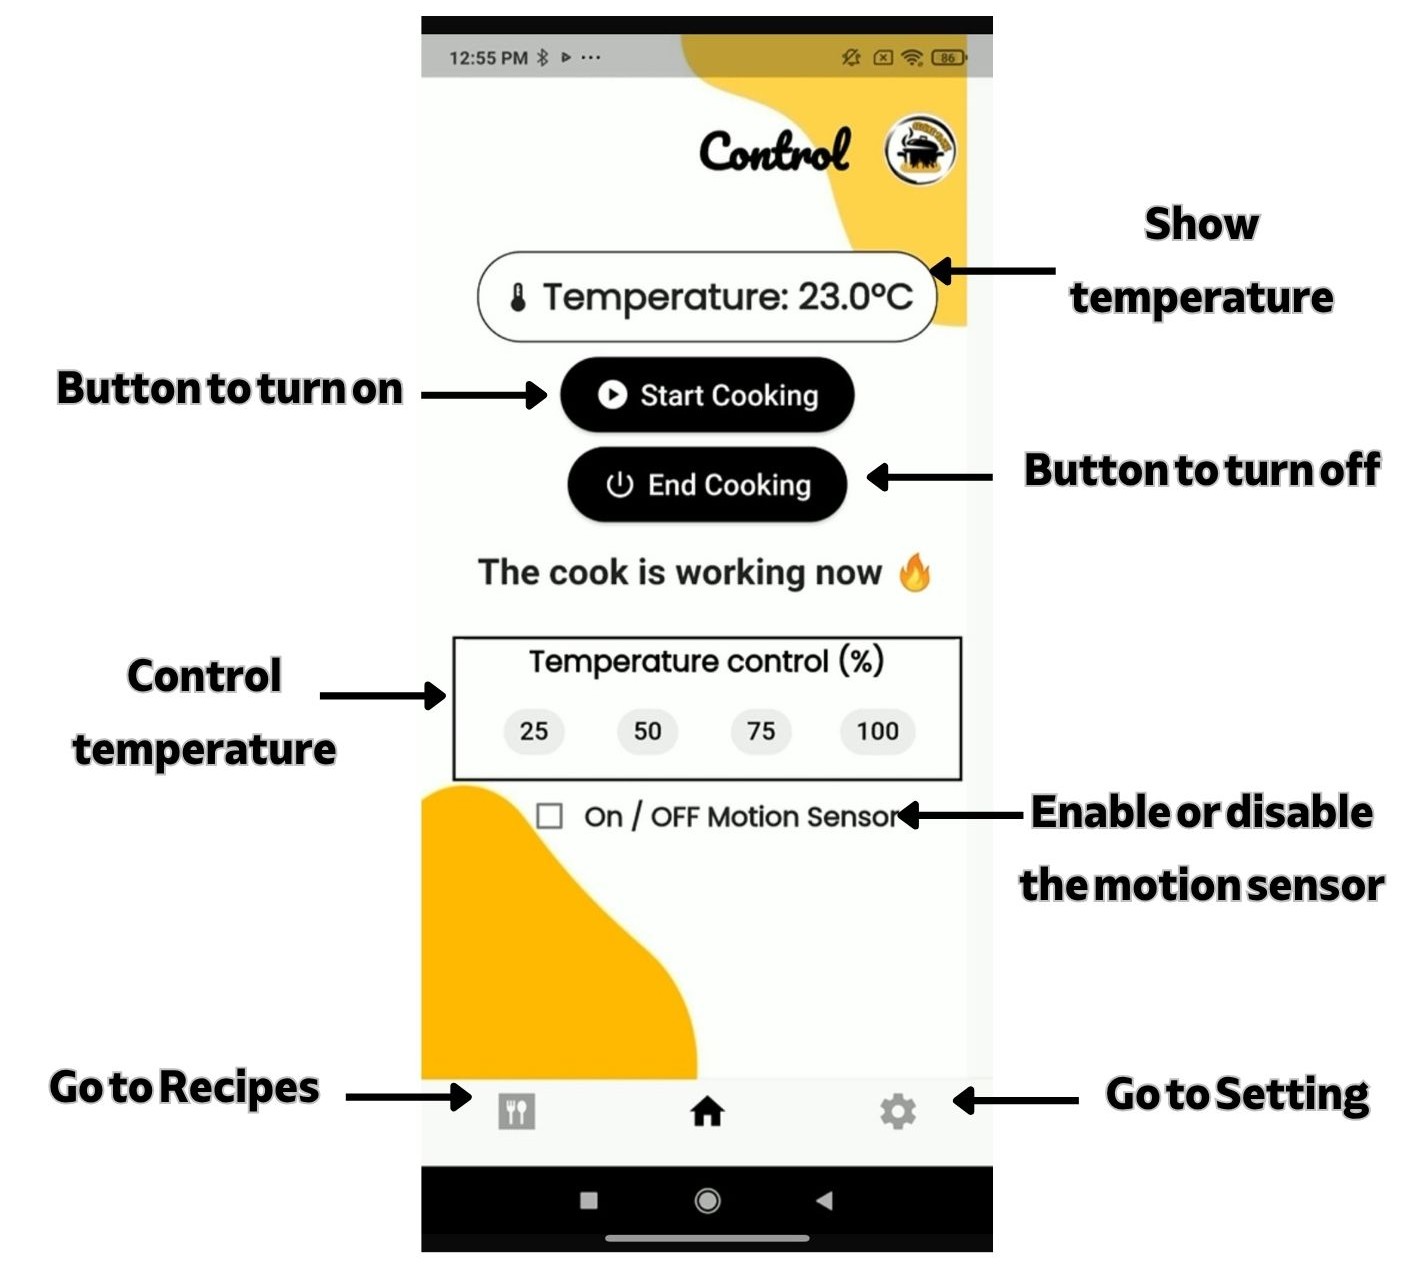 12:55 PM
86
Control
Show
temperature
Temperature: 23.0°C
Button to turn on
Start Cooking
End Cooking
Button to turn off
The cook is working now 🔥
Control
temperature
Temperature control (%)
25 50 75 100
On / OFF Motion Sensor
Enable or disable
the motion sensor
Go to Recipes
Go to Setting